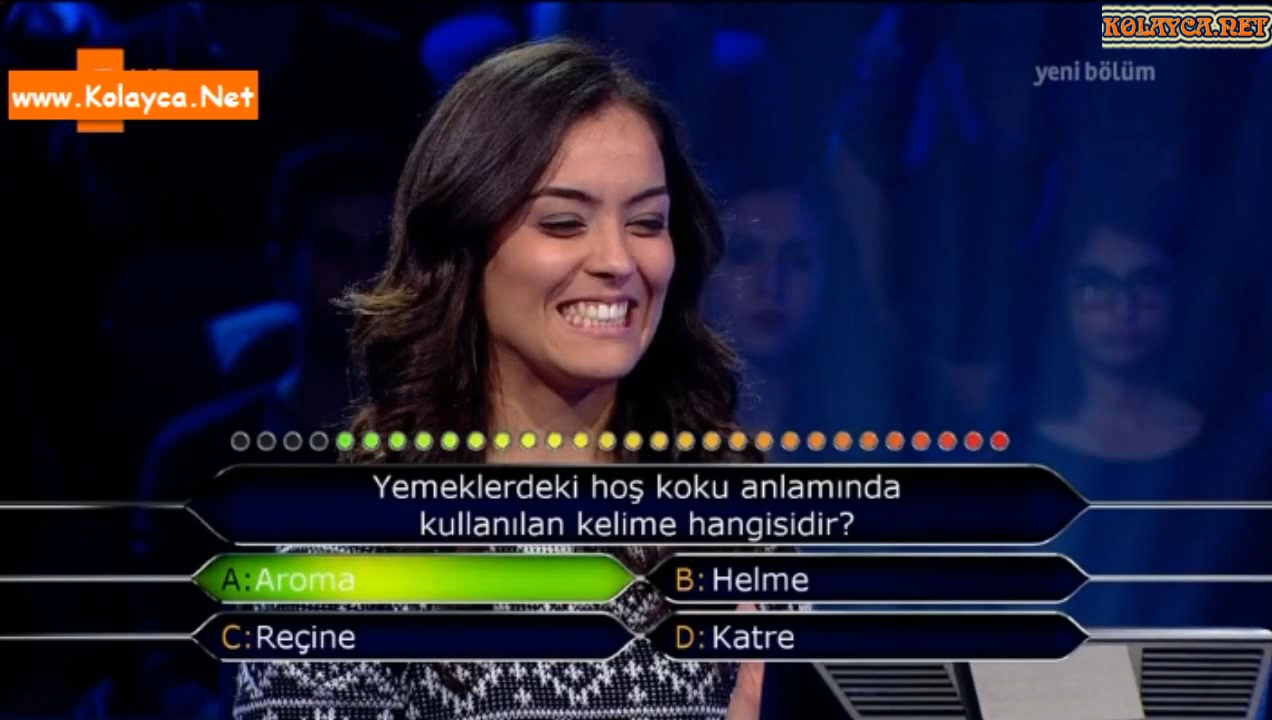 KOLAYCA.NET
yeni bölüm
www.Kolayca.Net
Yemeklerdeki hoş koku anlamında
kullanılan kelime hangisidir?
A:Aroma
B:Helme
C:Reçine
D:Katre